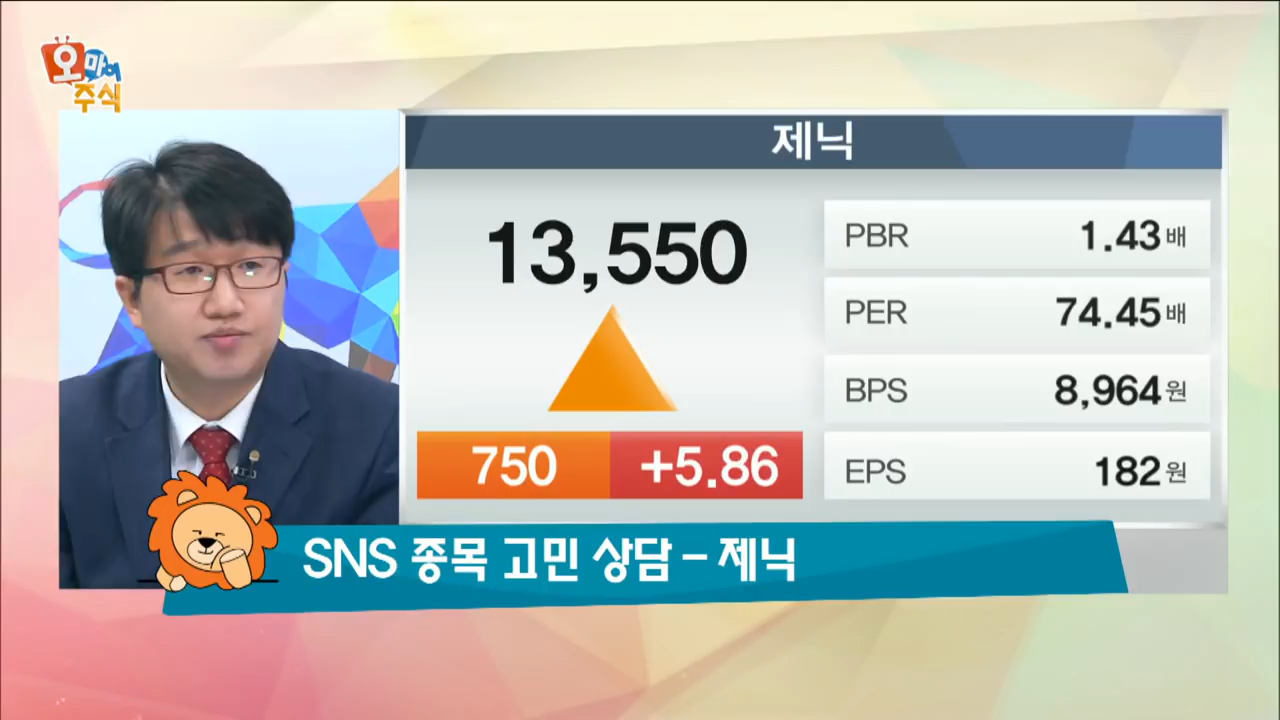 오마이
주식
제닉
13,550
750 +5.86
PBR 1.43배
PER 74.45배
BPS 8,964원
EPS 182원
SNS 종목 고민 상담 – 제닉